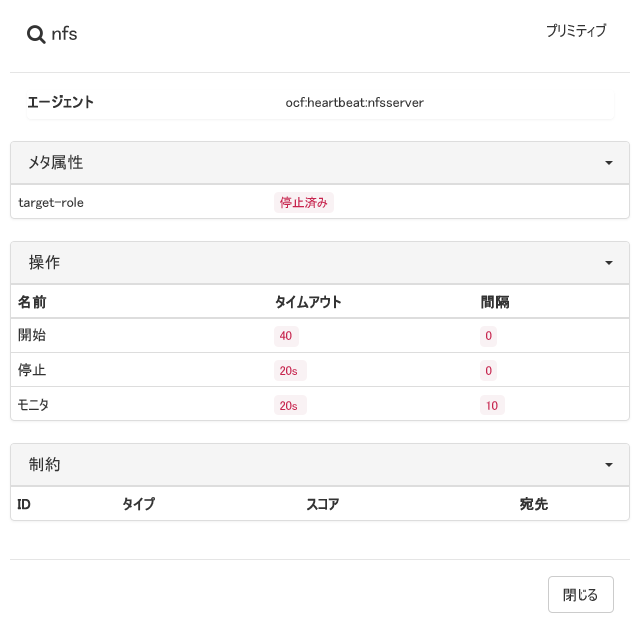 nfs プリミティブ
エージェント ocf:heartbeat:nfsserver
メタ属性
target-role 停止済み
操作
名前 タイムアウト 間隔
開始 40 0
停止 20s 0
モニタ 20s 10
制約
ID タイプ スコア 宛先
閉じる